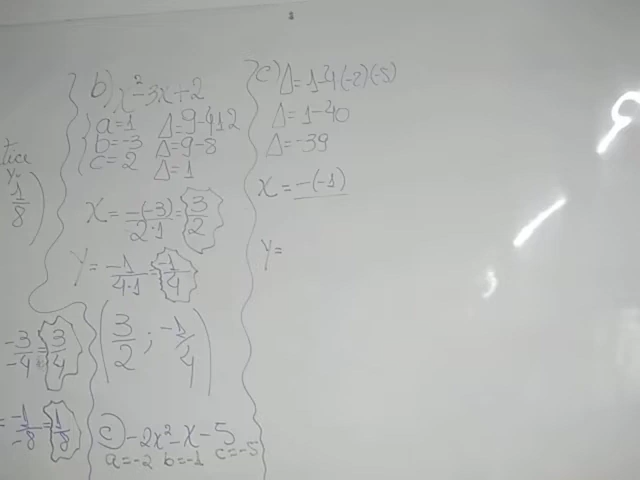 tice
y.
1
8
)
-3 = 3
-4 4
= -1 = 1
-8 8
b) x²-3x+2
a=1 Δ=9-4.1.2
b=-3 Δ=9-8
c=2 Δ=1
X = -(-3) = 3
2·1 2
Y = -1 = -1
4·1 4
(3/2 ; -1/4)
c) -2x²-x-5
a=-2 b=-1 c=-5
c) Δ=1-4(-2)(-5)
Δ=1-40
Δ=-39
X = -(-1)
Y=